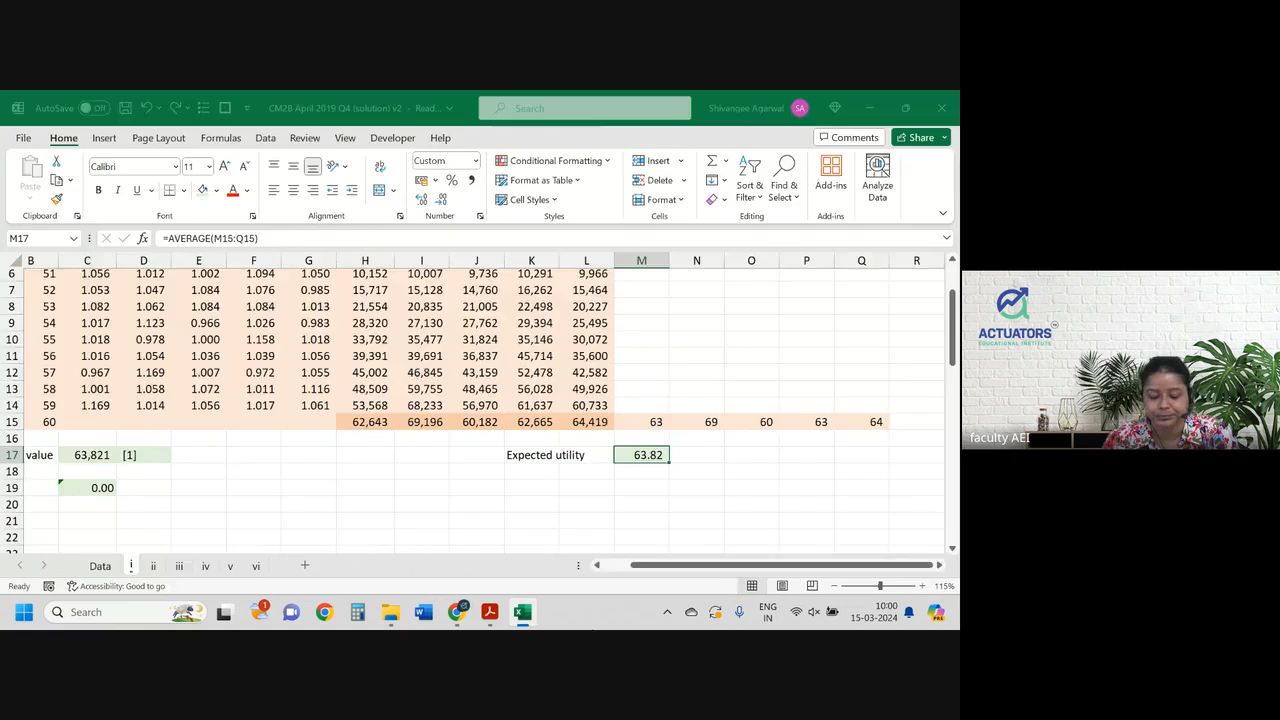 AutoSave Off CM2B April 2019 Q4 (solution) v2 - Read... Search Shivangee Agarwal SA
File Home Insert Page Layout Formulas Data Review View Developer Help Comments Share
Paste Calibri 11 B I U A Custom % Conditional Formatting Format as Table Cell Styles Insert Delete Format Sort & Filter Find & Select Add-ins Analyze Data
Clipboard Font Alignment Number Styles Cells Editing Add-ins
M17 fx =AVERAGE(M15:Q15)
B C D E F G H I J K L M N O P Q R
6 51 1.056 1.012 1.002 1.094 1.050 10,152 10,007 9,736 10,291 9,966
7 52 1.053 1.047 1.084 1.076 0.985 15,717 15,128 14,760 16,262 15,464
8 53 1.082 1.062 1.084 1.084 1.013 21,554 20,835 21,005 22,498 20,227
9 54 1.017 1.123 0.966 1.026 0.983 28,320 27,130 27,762 29,394 25,495
10 55 1.018 0.978 1.000 1.158 1.018 33,792 35,477 31,824 35,146 30,072
11 56 1.016 1.054 1.036 1.039 1.056 39,391 39,691 36,837 45,714 35,600
12 57 0.967 1.169 1.007 0.972 1.055 45,002 46,845 43,159 52,478 42,582
13 58 1.001 1.058 1.072 1.011 1.116 48,509 59,755 48,465 56,028 49,926
14 59 1.169 1.014 1.056 1.017 1.061 53,568 68,233 56,970 61,637 60,733
15 60 62,643 69,196 60,182 62,665 64,419 63 69 60 63 64
16
17 value 63,821 [1] Expected utility 63.82
18
19 0.00
20
21
22
Data i ii iii iv v vi
Ready Accessibility: Good to go 115%
Search 1 ENG IN 10:00 15-03-2024
ACTUATORS
EDUCATIONAL INSTITUTE
faculty AEI